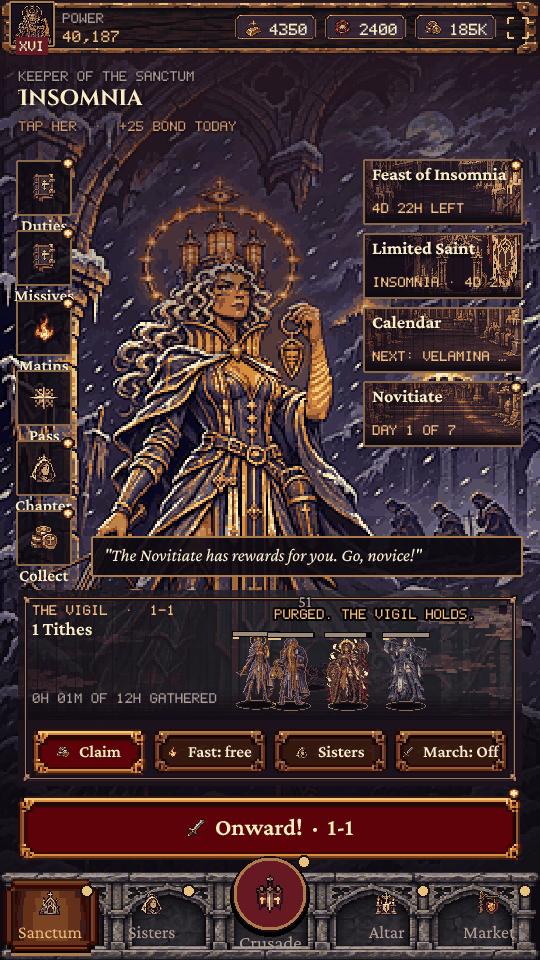 POWER
40,187
4350
2400
185K
XVI
KEEPER OF THE SANCTUM
INSOMNIA
TAP HER · +25 BOND TODAY
Duties
Missives
Matins
Pass
Chapter
Collect
Feast of Insomnia
4D 22H LEFT
Limited Saint
INSOMNIA · 4D
Calendar
NEXT: VELAMINA …
Novitiate
DAY 1 OF 7
"The Novitiate has rewards for you. Go, novice!"
THE VIGIL · 1-1
1 Tithes
0H 01M OF 12H GATHERED
51
PURGED. THE VIGIL HOLDS.
Claim
Fast: free
Sisters
March: Off
Onward! · 1-1
Sanctum
Sisters
Crusade
Altar
Market